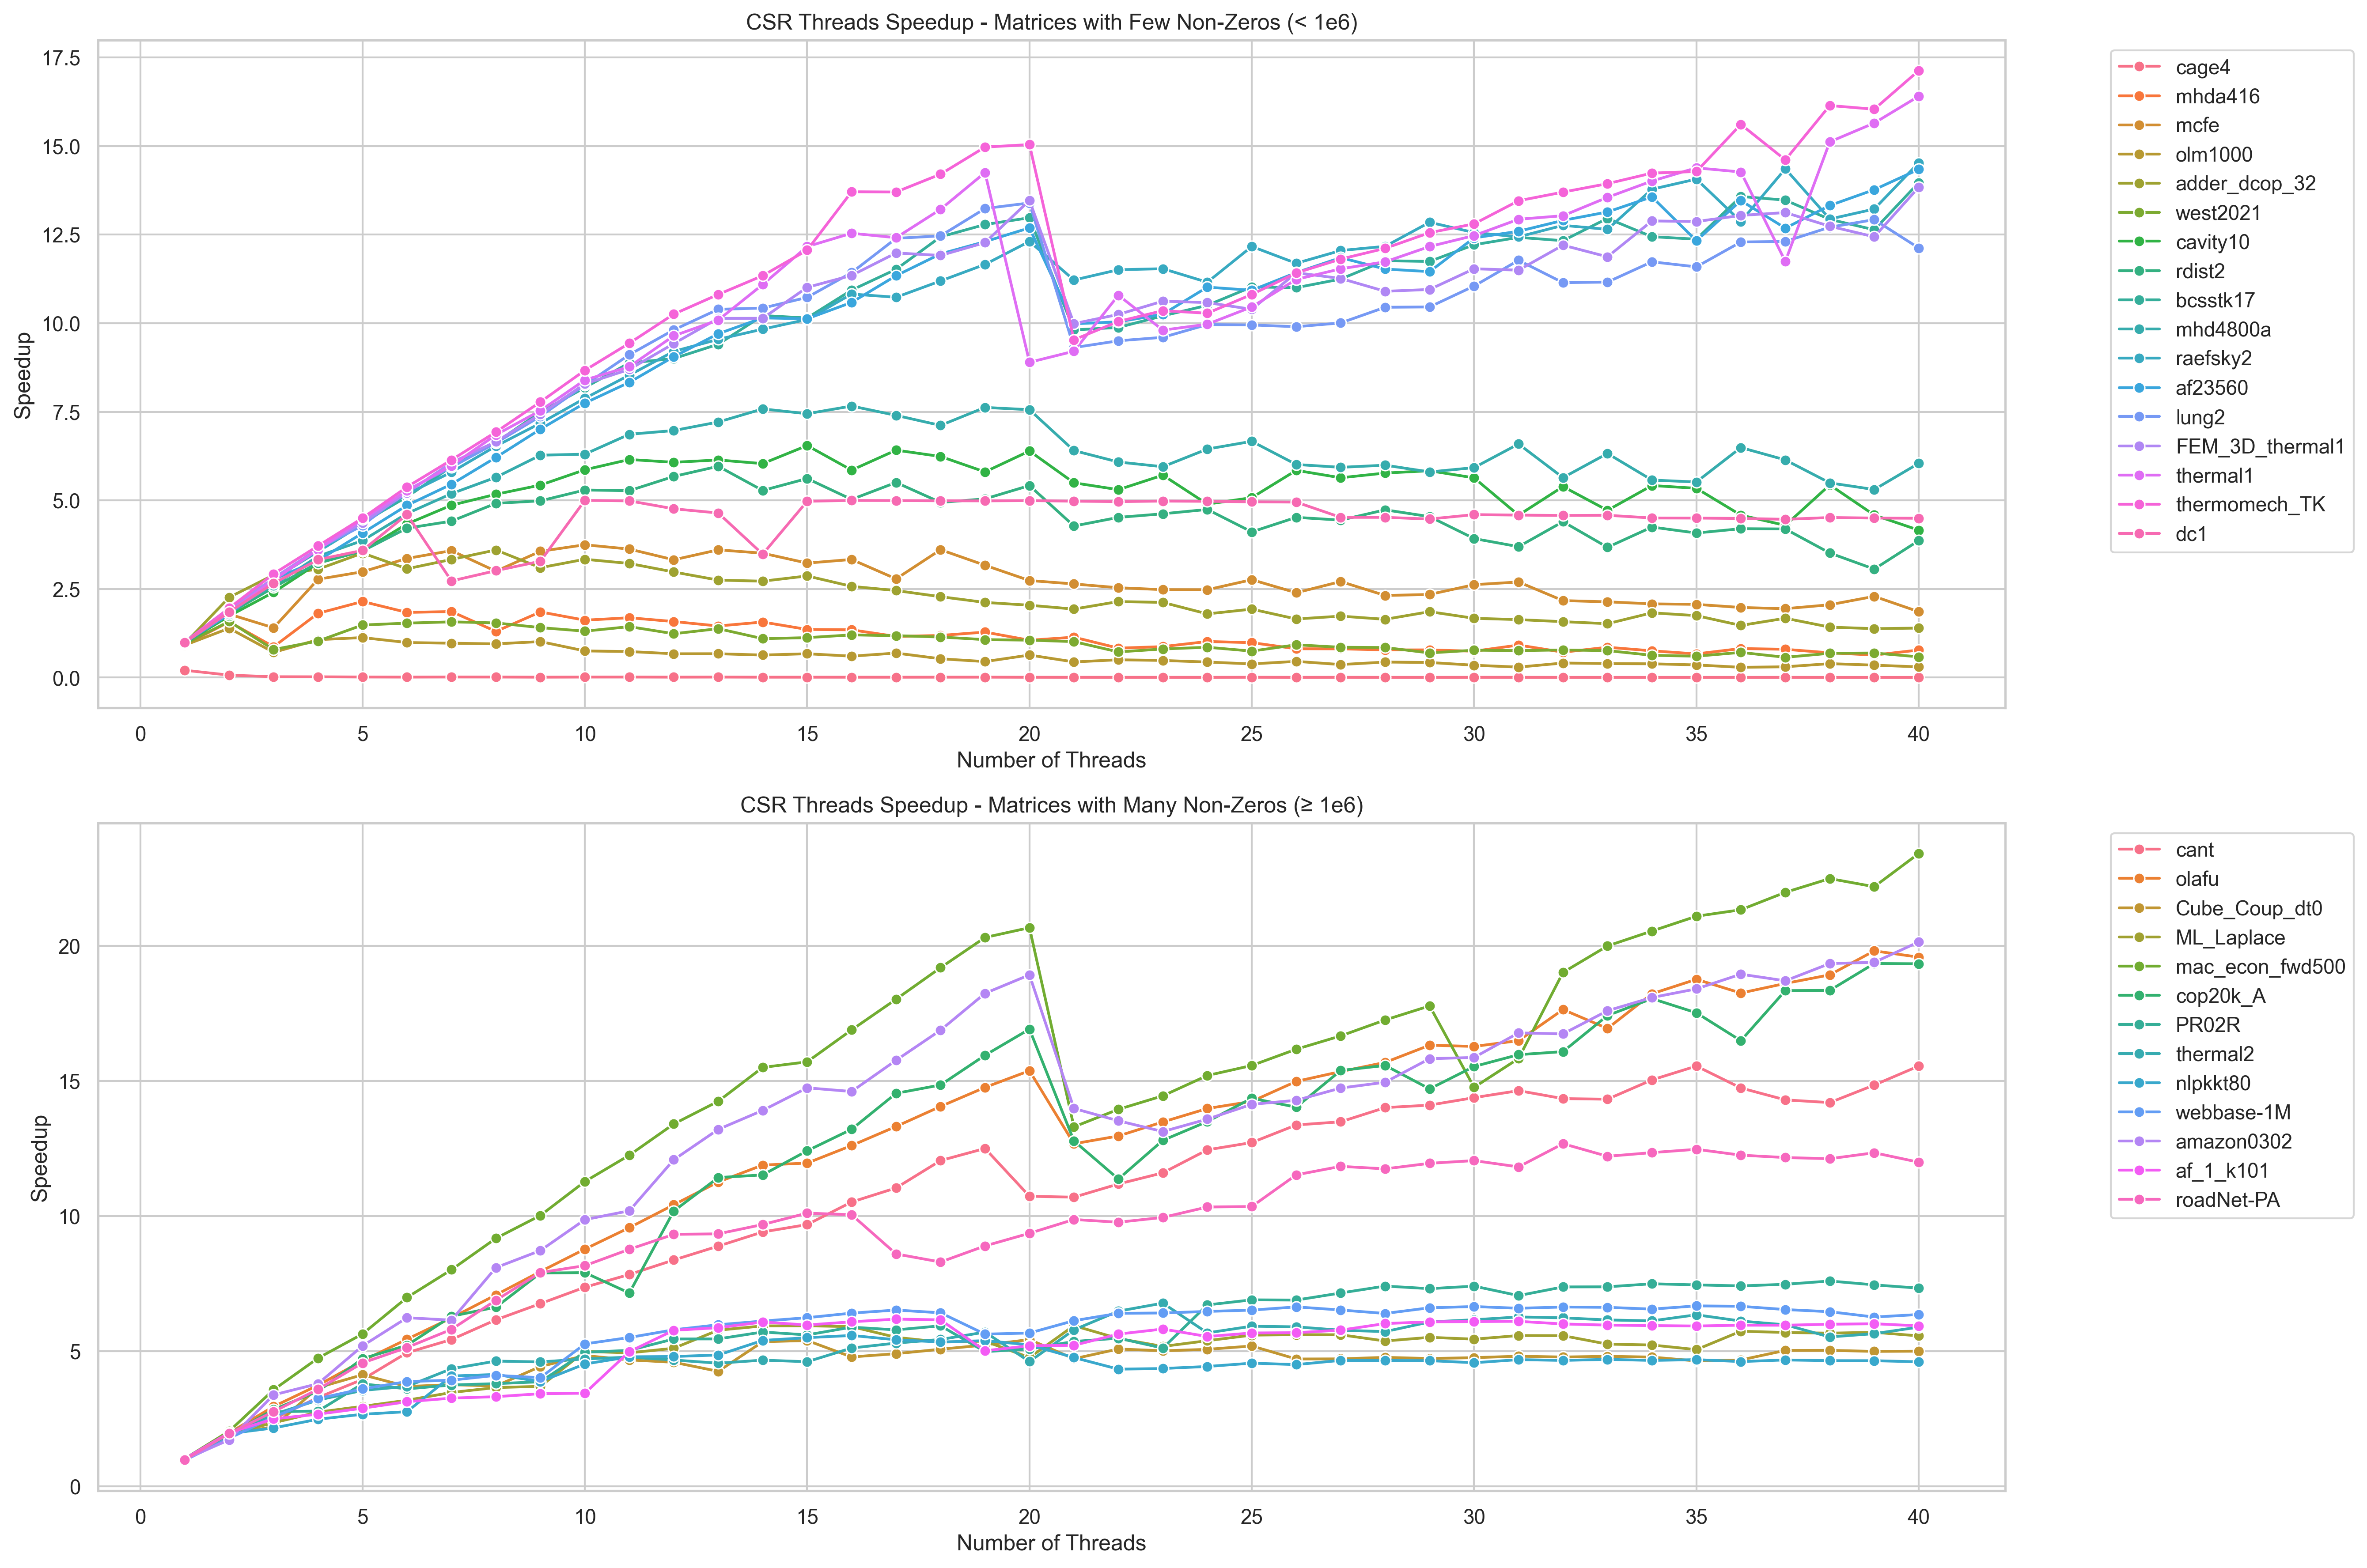 CSR Threads Speedup - Matrices with Few Non-Zeros (< 1e6)
17.5
15.0
12.5
10.0
7.5
5.0
2.5
0.0
Speedup
0 5 10 15 20 25 30 35 40
Number of Threads
cage4
mhda416
mcfe
olm1000
adder_dcop_32
west2021
cavity10
rdist2
bcsstk17
mhd4800a
raefsky2
af23560
lung2
FEM_3D_thermal1
thermal1
thermomech_TK
dc1
CSR Threads Speedup - Matrices with Many Non-Zeros (≥ 1e6)
20
15
10
5
0
Speedup
0 5 10 15 20 25 30 35 40
Number of Threads
cant
olafu
Cube_Coup_dt0
ML_Laplace
mac_econ_fwd500
cop20k_A
PR02R
thermal2
nlpkkt80
webbase-1M
amazon0302
af_1_k101
roadNet-PA